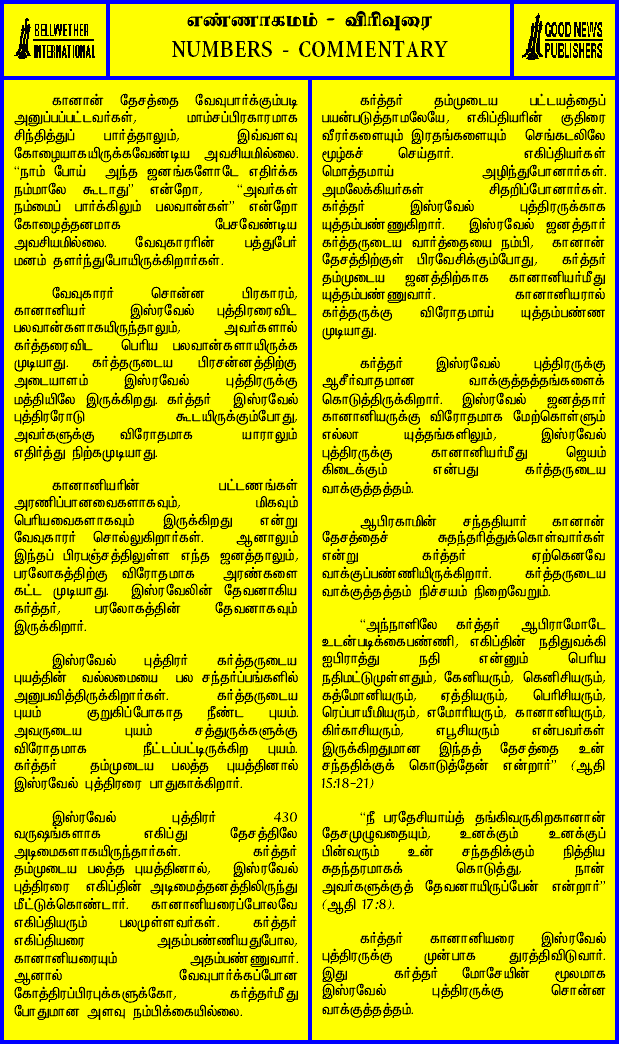 BELLWETHER
INTERNATIONAL
எண்ணாகமம் - விரிவுரை
NUMBERS - COMMENTARY
GOOD NEWS
PUBLISHERS
கானான் தேசத்தை வேவுபார்க்கும்படி
அனுப்பப்பட்டவர்கள், மாம்சப்பிரகாரமாக
சிந்தித்துப் பார்த்தாலும், இவ்வளவு
கோழையாகயிருக்கவேண்டிய அவசியமில்லை.
“நாம் போய் அந்த ஜனங்களோடே எதிர்க்க
நம்மாலே கூடாது” என்றோ, “அவர்கள்
நம்மைப் பார்க்கிலும் பலவான்கள்” என்றோ
கோழைத்தனமாக பேசவேண்டிய
அவசியமில்லை. வேவுகாரரின் பத்துபேர்
மனம் தளர்ந்துபோயிருக்கிறார்கள்.
வேவுகாரர் சொன்ன பிரகாரம்,
கானானியர் இஸ்ரவேல் புத்திரரைவிட
பலவான்களாகயிருந்தாலும், அவர்களால்
கர்த்தரைவிட பெரிய பலவான்களாயிருக்க
முடியாது. கர்த்தருடைய பிரசன்னத்திற்கு
அடையாளம் இஸ்ரவேல் புத்திரருக்கு
மத்தியிலே இருக்கிறது. கர்த்தர் இஸ்ரவேல்
புத்திரரோடு கூடயிருக்கும்போது,
அவர்களுக்கு விரோதமாக யாராலும்
எதிர்த்து நிற்கமுடியாது.
கானானியரின் பட்டணங்கள்
அரணிப்பானவைகளாகவும், மிகவும்
பெரியவைகளாகவும் இருக்கிறது என்று
வேவுகாரர் சொல்லுகிறார்கள். ஆனாலும்
இந்தப் பிரபஞ்சத்திலுள்ள எந்த ஜனத்தாலும்,
பரலோகத்திற்கு விரோதமாக அரண்களை
கட்ட முடியாது. இஸ்ரவேலின் தேவனாகிய
கர்த்தர், பரலோகத்தின் தேவனாகவும்
இருக்கிறார்.
இஸ்ரவேல் புத்திரர் கர்த்தருடைய
புயத்தின் வல்லமையை பல சந்தர்ப்பங்களில்
அனுபவித்திருக்கிறார்கள். கர்த்தருடைய
புயம் குறுகிப்போகாத நீண்ட புயம்.
அவருடைய புயம் சத்துருக்களுக்கு
விரோதமாக நீட்டப்பட்டிருக்கிற புயம்.
கர்த்தர் தம்முடைய பலத்த புயத்தினால்
இஸ்ரவேல் புத்திரரை பாதுகாக்கிறார்.
இஸ்ரவேல் புத்திரர் 430
வருஷங்களாக எகிப்து தேசத்திலே
அடிமைகளாகயிருந்தார்கள். கர்த்தர்
தம்முடைய பலத்த புயத்தினால், இஸ்ரவேல்
புத்திரரை எகிப்தின் அடிமைத்தனத்திலிருந்து
மீட்டுக்கொண்டார். கானானியரைப்போலவே
எகிப்தியரும் பலமுள்ளவர்கள். கர்த்தர்
எகிப்தியரை அதம்பண்ணியதுபோல,
கானானியரையும் அதம்பண்ணுவார்.
ஆனால் வேவுபார்க்கப்போன
கோத்திரப்பிரபுக்களுக்கோ, கர்த்தர்மீது
போதுமான அளவு நம்பிக்கையில்லை.
கர்த்தர் தம்முடைய பட்டயத்தைப்
பயன்படுத்தாமலேயே, எகிப்தியரின் குதிரை
வீரர்களையும் இரதங்களையும் செங்கடலிலே
மூழ்கச் செய்தார். எகிப்தியர்கள்
மொத்தமாய் அழிந்துபோனார்கள்.
அமலேக்கியர்கள் சிதறிப்போனார்கள்.
கர்த்தர் இஸ்ரவேல் புத்திரருக்காக
யுத்தம்பண்ணுகிறார். இஸ்ரவேல் ஜனத்தார்
கர்த்தருடைய வார்த்தையை நம்பி, கானான்
தேசத்திற்குள் பிரவேசிக்கும்போது, கர்த்தர்
தம்முடைய ஜனத்திற்காக கானானியர்மீது
யுத்தம்பண்ணுவார். கானானியரால்
கர்த்தருக்கு விரோதமாய் யுத்தம்பண்ண
முடியாது.
கர்த்தர் இஸ்ரவேல் புத்திரருக்கு
ஆசீர்வாதமான வாக்குத்தத்தங்களைக்
கொடுத்திருக்கிறார். இஸ்ரவேல் ஜனத்தார்
கானானியருக்கு விரோதமாக மேற்கொள்ளும்
எல்லா யுத்தங்களிலும், இஸ்ரவேல்
புத்திரருக்கு கானானியர்மீது ஜெயம்
கிடைக்கும் என்பது கர்த்தருடைய
வாக்குத்தத்தம்.
ஆபிரகாமின் சந்ததியார் கானான்
தேசத்தைச் சுதந்தரித்துக்கொள்வார்கள்
என்று கர்த்தர் ஏற்கெனவே
வாக்குப்பண்ணியிருக்கிறார். கர்த்தருடைய
வாக்குத்தத்தம் நிச்சயம் நிறைவேறும்.
“அந்நாளிலே கர்த்தர் ஆபிராமோடே
உடன்படிக்கைபண்ணி, எகிப்தின் நதிதுவக்கி
ஐபிராத்து நதி என்னும் பெரிய
நதிமட்டுமுள்ளதும், கேனியரும், கெனிசியரும்,
கத்மோனியரும், ஏத்தியரும், பெரிசியரும்,
ரெப்பாயீமியரும், எமோரியரும், கானானியரும்,
கிர்காசியரும், எபூசியரும் என்பவர்கள்
இருக்கிறதுமான இந்தத் தேசத்தை உன்
சந்ததிக்குக் கொடுத்தேன் என்றார்” (ஆதி
15:18-21)
“நீ பரதேசியாய்த் தங்கிவருகிறகானான்
தேசமுழுவதையும், உனக்கும் உனக்குப்
பின்வரும் உன் சந்ததிக்கும் நித்திய
சுதந்தரமாகக் கொடுத்து, நான்
அவர்களுக்குத் தேவனாயிருப்பேன் என்றார்”
(ஆதி 17:8).
கர்த்தர் கானானியரை இஸ்ரவேல்
புத்திரருக்கு முன்பாக துரத்திவிடுவார்.
இது கர்த்தர் மோசேயின் மூலமாக
இஸ்ரவேல் புத்திரருக்கு சொன்ன
வாக்குத்தத்தம்.